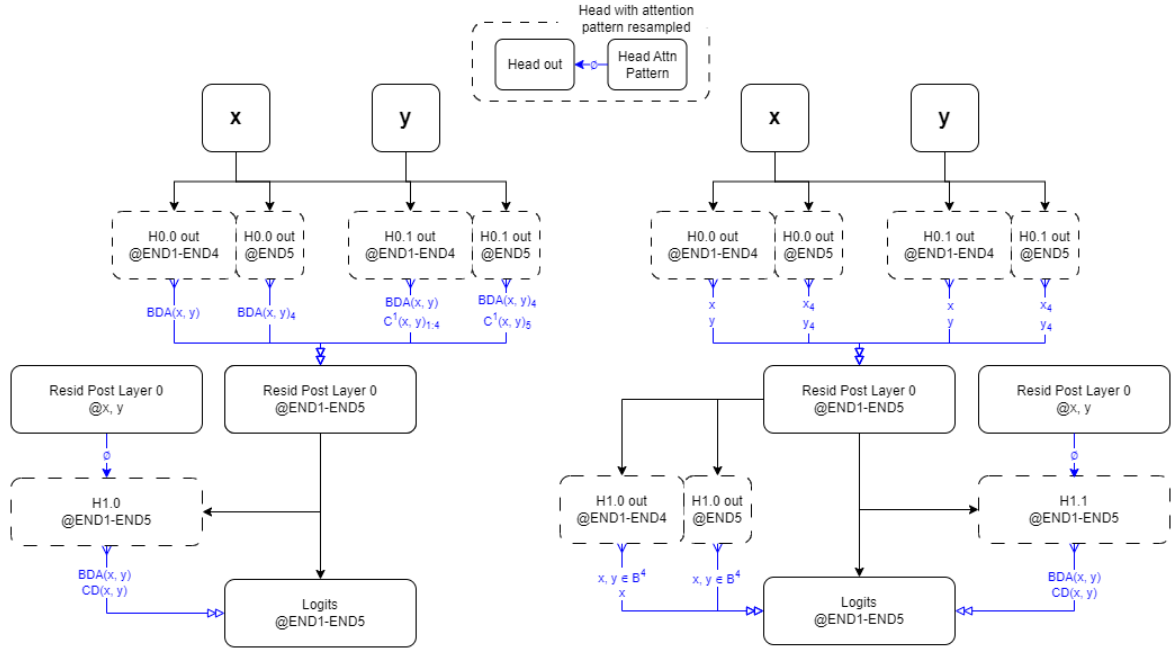 Head with attention
pattern resampled
Head out
∅
Head Attn
Pattern
x
y
x
y
H0.0 out
@END1-END4
H0.0 out
@END5
H0.1 out
@END1-END4
H0.1 out
@END5
H0.0 out
@END1-END4
H0.0 out
@END5
H0.1 out
@END1-END4
H0.1 out
@END5
BDA(x, y)
BDA(x, y)₄
BDA(x, y)
C¹(x, y)₁:₄
BDA(x, y)₄
C¹(x, y)₅
x
y
x₄
y₄
x
y
x₄
y₄
Resid Post Layer 0
@x, y
Resid Post Layer 0
@END1-END5
Resid Post Layer 0
@END1-END5
Resid Post Layer 0
@x, y
∅
∅
H1.0
@END1-END5
H1.0 out
@END1-END4
H1.0 out
@END5
H1.1
@END1-END5
BDA(x, y)
CD(x, y)
x, y ∈ B⁴
x
x, y ∈ B⁴
BDA(x, y)
CD(x, y)
Logits
@END1-END5
Logits
@END1-END5